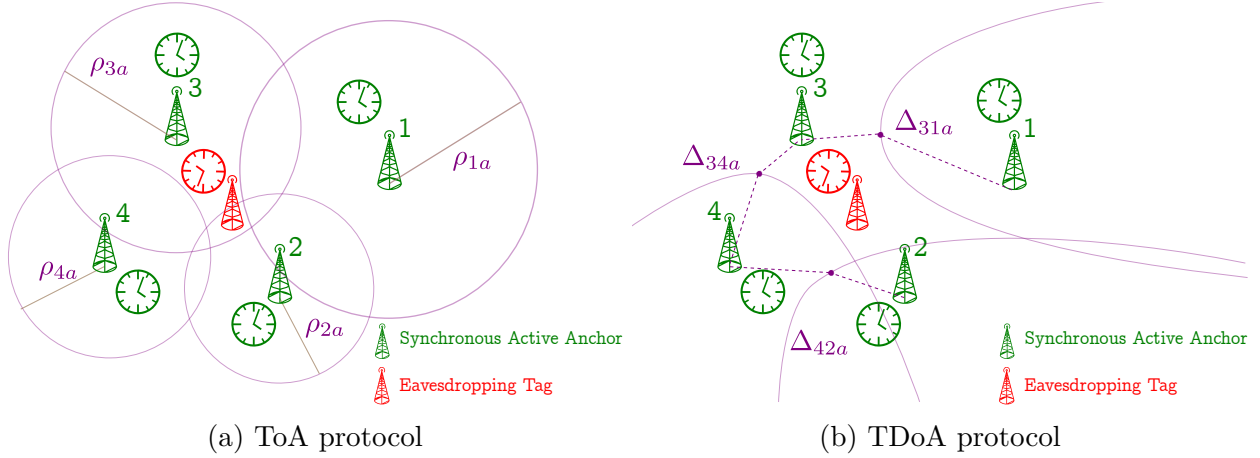 3
ρ3a
1
ρ1a
4
2
ρ4a
ρ2a
Synchronous Active Anchor
Eavesdropping Tag
(a) ToA protocol
3
Δ31a
1
Δ34a
4
2
Δ42a
Synchronous Active Anchor
Eavesdropping Tag
(b) TDoA protocol